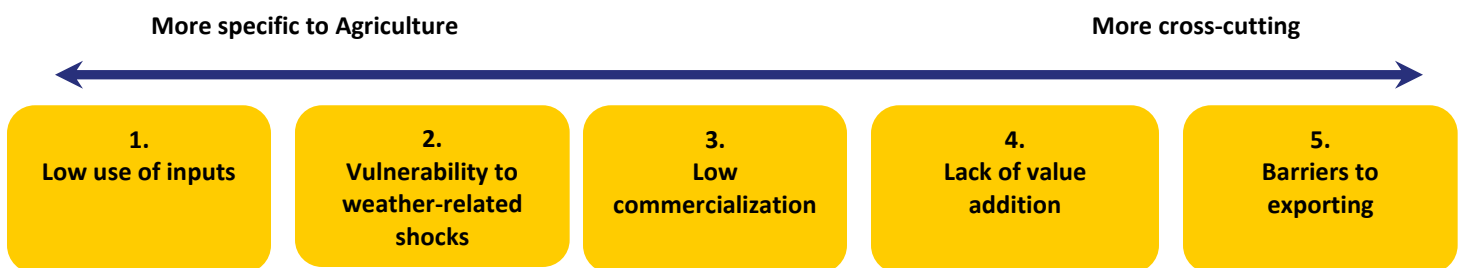 More specific to Agriculture
More cross-cutting
1.
Low use of inputs
2.
Vulnerability to
weather-related
shocks
3.
Low
commercialization
4.
Lack of value
addition
5.
Barriers to
exporting